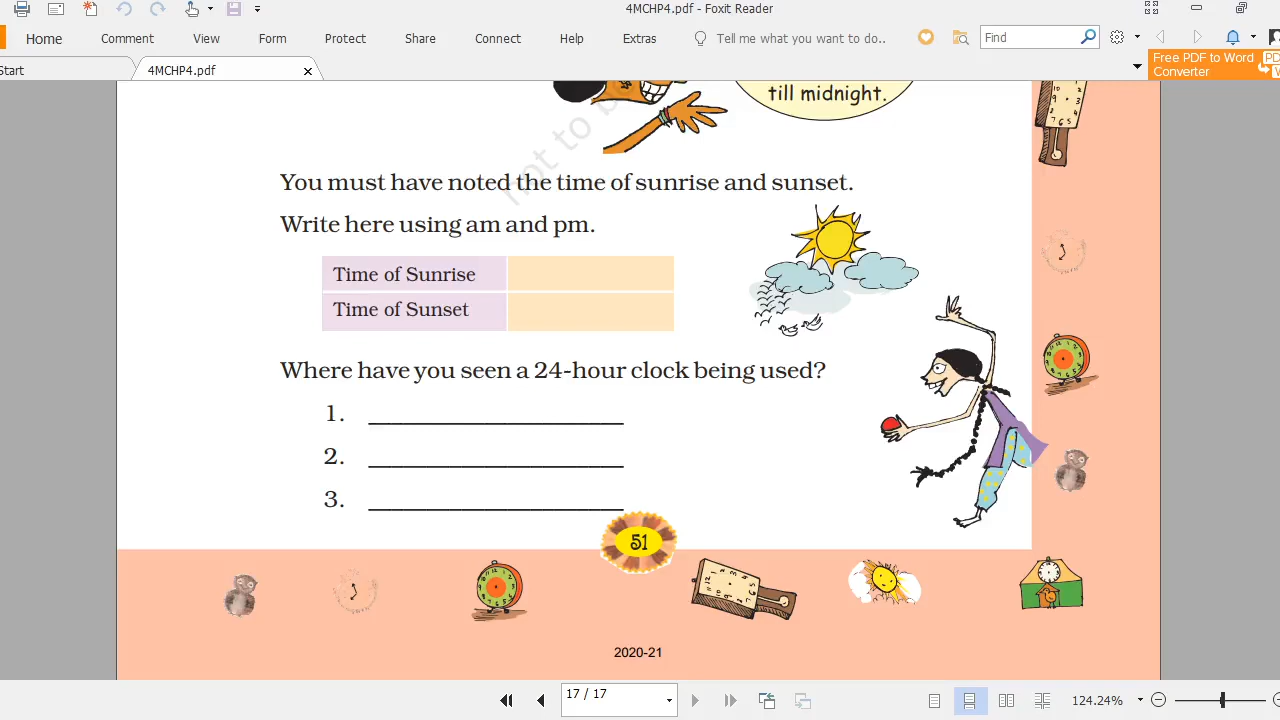 4MCHP4.pdf - Foxit Reader
Home Comment View Form Protect Share Connect Help Extras Tell me what you want to do.. Find
Start 4MCHP4.pdf Free PDF to Word
Converter
till midnight.
not to b
You must have noted the time of sunrise and sunset.
Write here using am and pm.
Time of Sunrise
Time of Sunset
Where have you seen a 24-hour clock being used?
1.
2.
3.
51
2020-21
17 / 17 124.24%